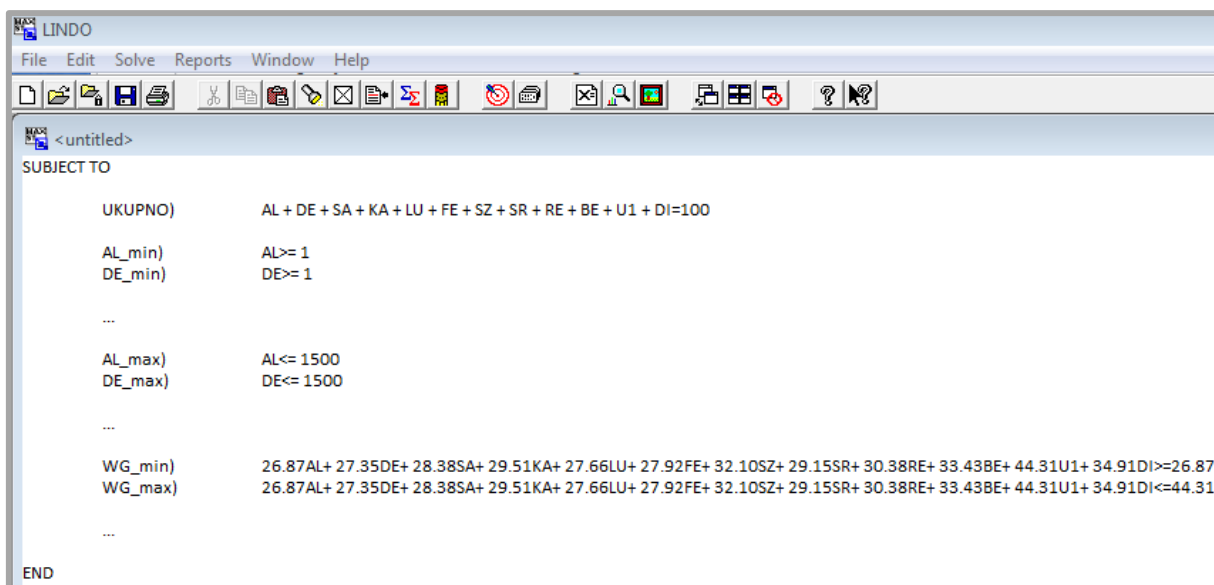 LINDO
File Edit Solve Reports Window Help
<untitled>
SUBJECT TO
UKUPNO) AL + DE + SA + KA + LU + FE + SZ + SR + RE + BE + U1 + DI=100
AL_min) AL>= 1
DE_min) DE>= 1
...
AL_max) AL<= 1500
DE_max) DE<= 1500
...
WG_min) 26.87AL+ 27.35DE+ 28.38SA+ 29.51KA+ 27.66LU+ 27.92FE+ 32.10SZ+ 29.15SR+ 30.38RE+ 33.43BE+ 44.31U1+ 34.91DI>=26.87
WG_max) 26.87AL+ 27.35DE+ 28.38SA+ 29.51KA+ 27.66LU+ 27.92FE+ 32.10SZ+ 29.15SR+ 30.38RE+ 33.43BE+ 44.31U1+ 34.91DI<=44.31
...
END